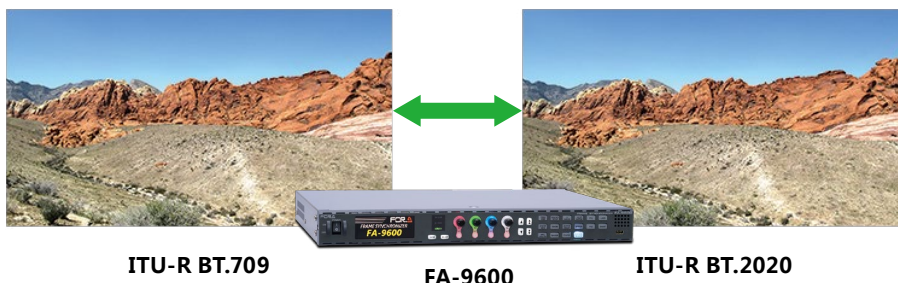 FOR.A
FRAME SYNCHRONIZER
FA-9600
ITU-R BT.709
FA-9600
ITU-R BT.2020